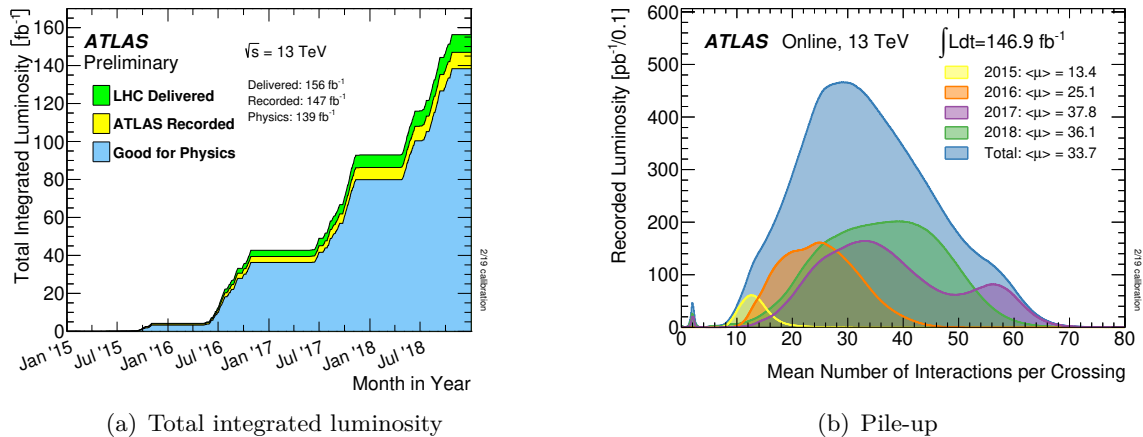 Total Integrated Luminosity [fb⁻¹]
160
140
120
100
80
60
40
20
0
ATLAS
Preliminary
√s = 13 TeV
Delivered: 156 fb⁻¹
Recorded: 147 fb⁻¹
Physics: 139 fb⁻¹
LHC Delivered
ATLAS Recorded
Good for Physics
2/19 calibration
Jan '15
Jul '15
Jan '16
Jul '16
Jan '17
Jul '17
Jan '18
Jul '18
Month in Year
(a) Total integrated luminosity
Recorded Luminosity [pb⁻¹/0.1]
600
500
400
300
200
100
0
ATLAS Online, 13 TeV ∫Ldt=146.9 fb⁻¹
2015: <μ> = 13.4
2016: <μ> = 25.1
2017: <μ> = 37.8
2018: <μ> = 36.1
Total: <μ> = 33.7
2/19 calibration
0 10 20 30 40 50 60 70 80
Mean Number of Interactions per Crossing
(b) Pile-up